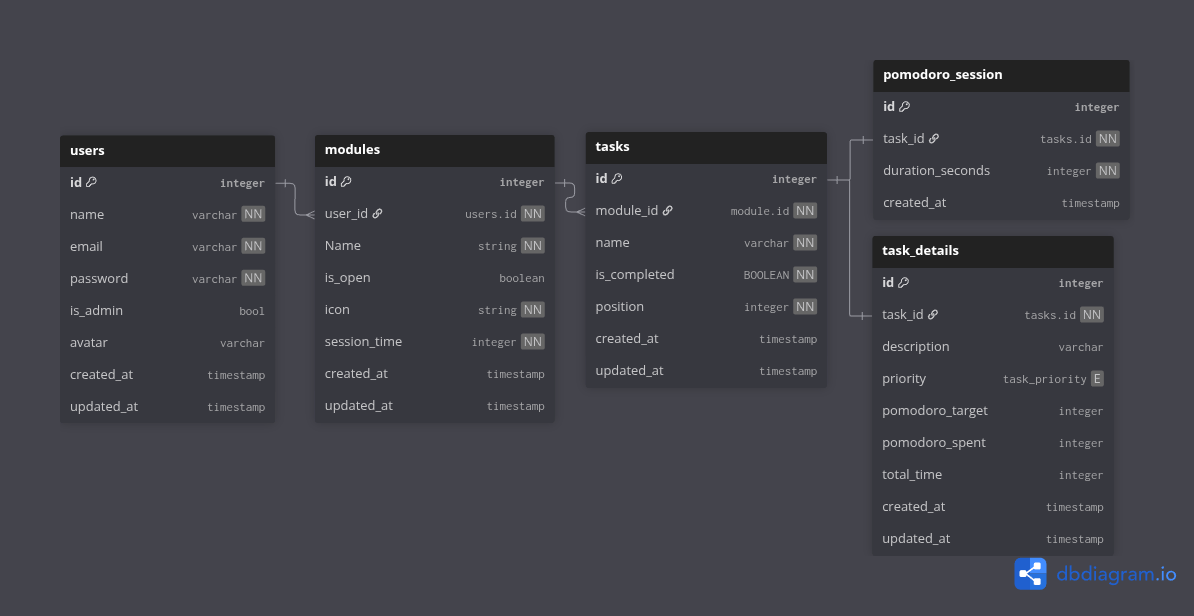 users
id integer
name varchar NN
email varchar NN
password varchar NN
is_admin bool
avatar varchar
created_at timestamp
updated_at timestamp
modules
id integer
user_id users.id NN
Name string NN
is_open boolean
icon string NN
session_time integer NN
created_at timestamp
updated_at timestamp
tasks
id integer
module_id module.id NN
name varchar NN
is_completed BOOLEAN NN
position integer NN
created_at timestamp
updated_at timestamp
pomodoro_session
id integer
task_id tasks.id NN
duration_seconds integer NN
created_at timestamp
task_details
id integer
task_id tasks.id NN
description varchar
priority task_priority E
pomodoro_target integer
pomodoro_spent integer
total_time integer
created_at timestamp
updated_at timestamp
dbdiagram.io